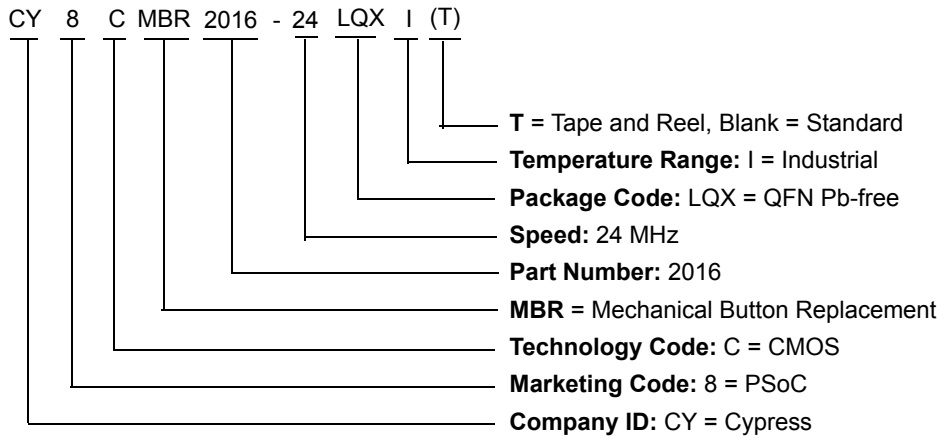 CY 8 C MBR 2016 - 24 LQX I (T)
T = Tape and Reel, Blank = Standard
Temperature Range: I = Industrial
Package Code: LQX = QFN Pb-free
Speed: 24 MHz
Part Number: 2016
MBR = Mechanical Button Replacement
Technology Code: C = CMOS
Marketing Code: 8 = PSoC
Company ID: CY = Cypress